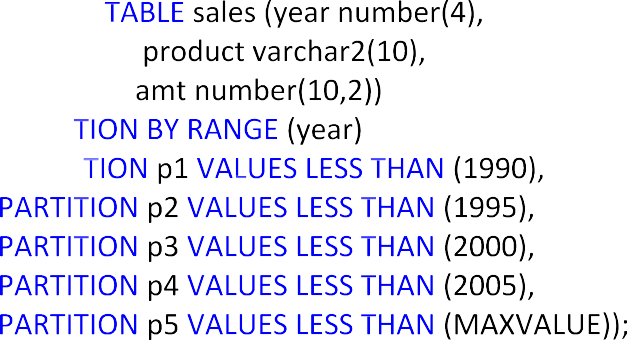 TABLE sales (year number(4),
product varchar2(10),
amt number(10,2))
TION BY RANGE (year)
TION p1 VALUES LESS THAN (1990),
PARTITION p2 VALUES LESS THAN (1995),
PARTITION p3 VALUES LESS THAN (2000),
PARTITION p4 VALUES LESS THAN (2005),
PARTITION p5 VALUES LESS THAN (MAXVALUE));